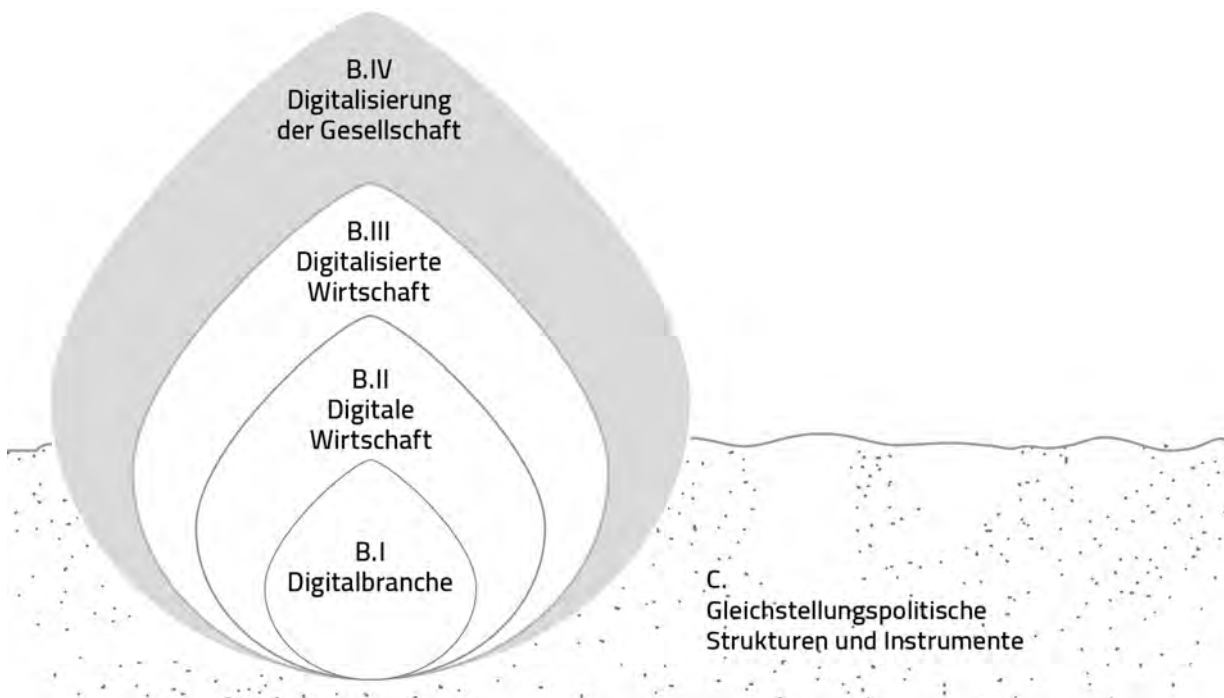 B.IV
Digitalisierung
der Gesellschaft
B.III
Digitalisierte
Wirtschaft
B.II
Digitale
Wirtschaft
B.I
Digitalbranche
C.
Gleichstellungspolitische
Strukturen und Instrumente